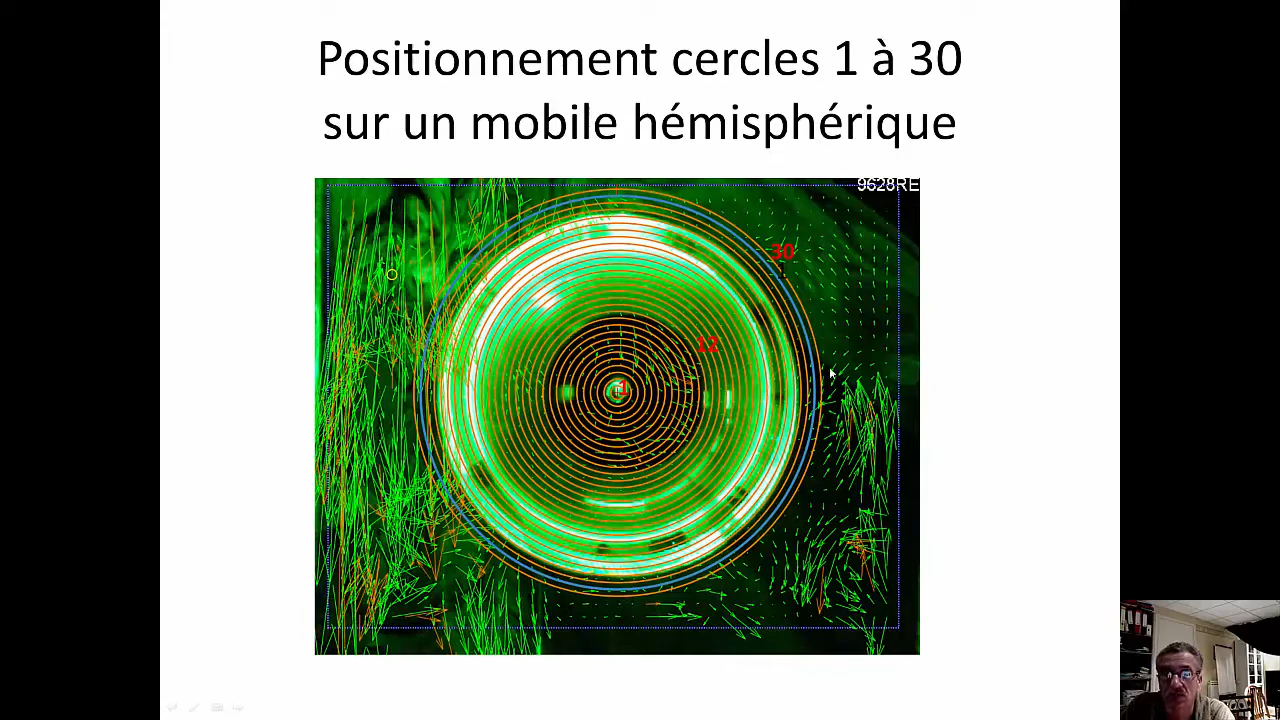 Positionnement cercles 1 à 30
sur un mobile hémisphérique
9628RE
30
12
1